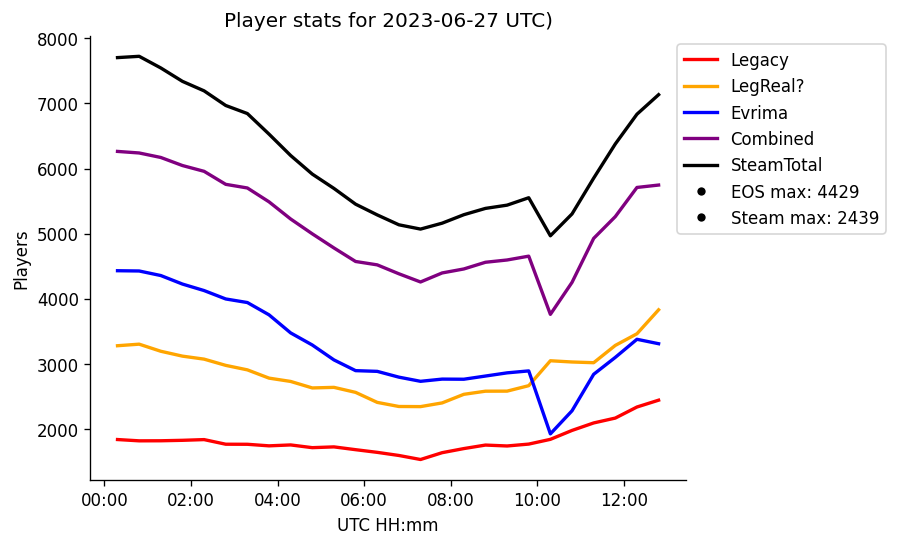 Player stats for 2023-06-27 UTC)
8000
7000
6000
5000
4000
3000
2000
Players
00:00 02:00 04:00 06:00 08:00 10:00 12:00
UTC HH:mm
Legacy
LegReal?
Evrima
Combined
SteamTotal
EOS max: 4429
Steam max: 2439